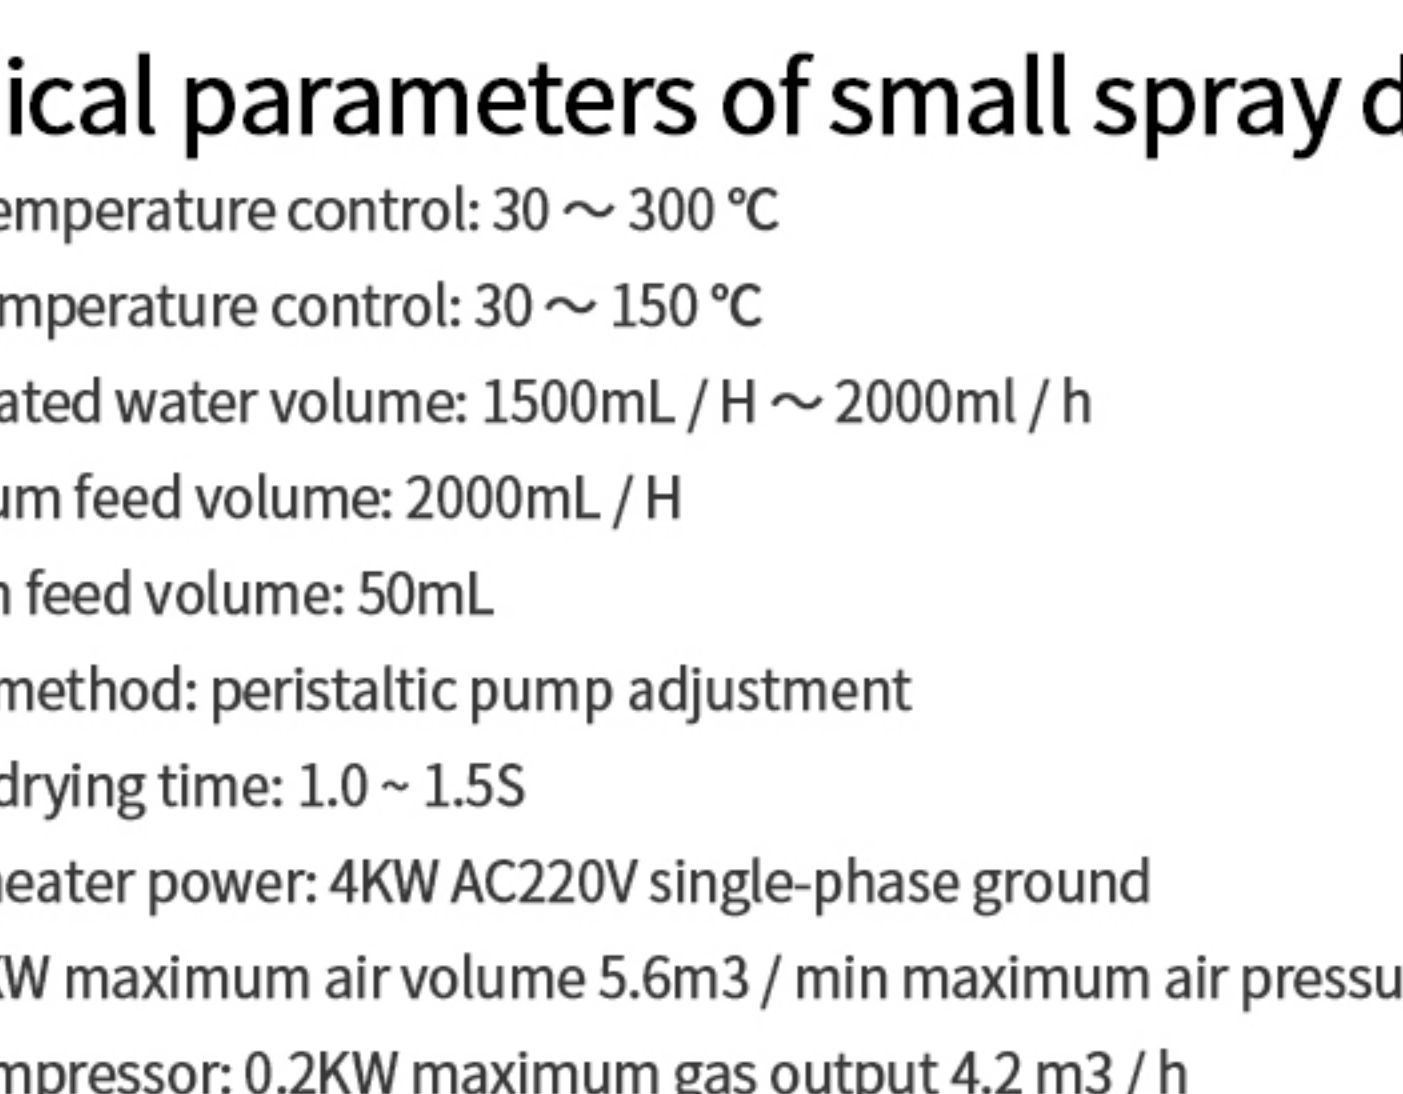 ical parameters of small spray d
emperature control: 30 ～ 300 ℃
mperature control: 30 ～ 150 ℃
ated water volume: 1500mL / H ～ 2000ml / h
um feed volume: 2000mL / H
feed volume: 50mL
method: peristaltic pump adjustment
drying time: 1.0 ~ 1.5S
eater power: 4KW AC220V single-phase ground
KW maximum air volume 5.6m3 / min maximum air pressu
mpressor: 0.2KW maximum gas output 4.2 m3 / h